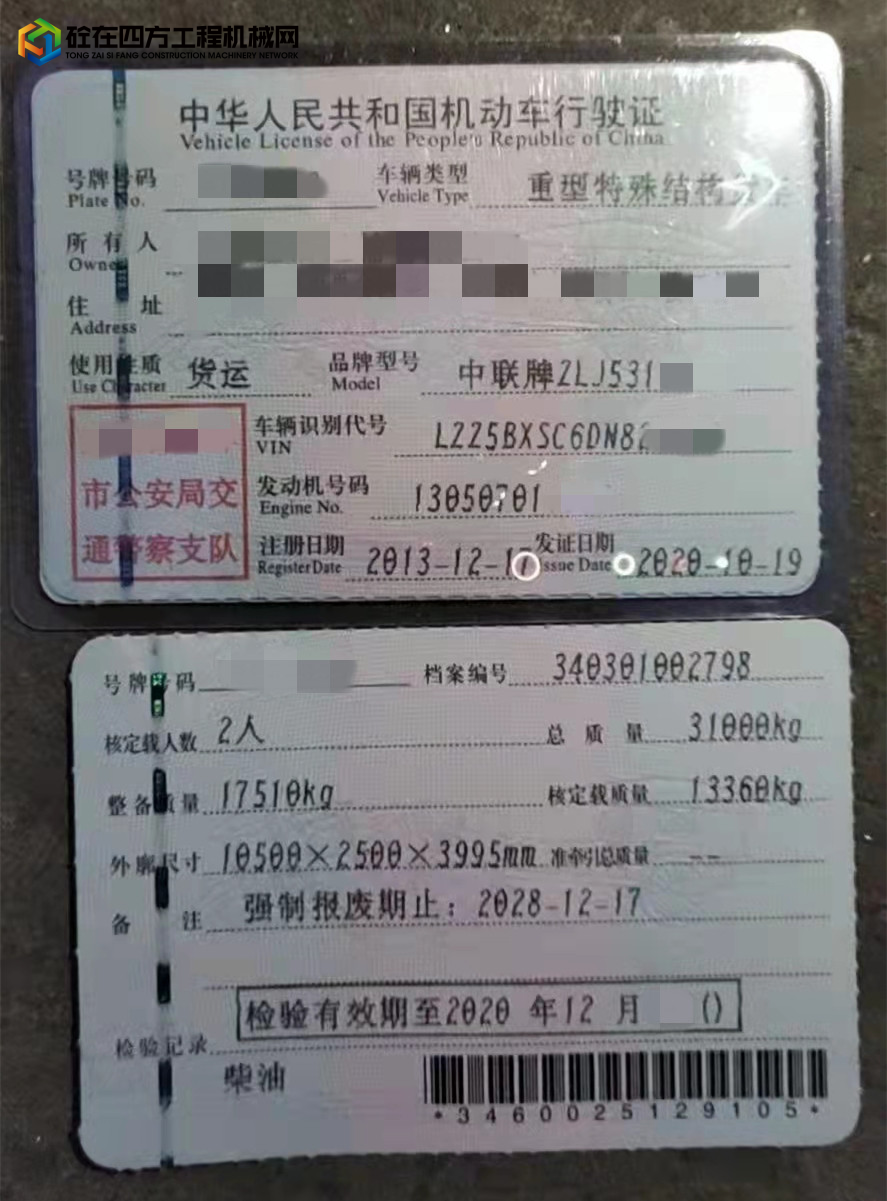 砼在四方工程机械网
TONG ZAI SI FANG CONSTRUCTION MACHINERY NETWORK
中华人民共和国机动车行驶证
Vehicle License of the People's Republic of China
号牌号码 车辆类型 重型特殊结构货车
Plate No. Vehicle Type
所有人
Owner
住址
Address
使用性质 货运 品牌型号 中联牌ZLJ531
Use Character Model
市公安局交
通警察支队
车辆识别代号 LZZ5BXSC6DN82
VIN
发动机号码 13050701
Engine No.
注册日期 2013-12-17 发证日期 2020-10-19
Register Date Issue Date
号牌号码 档案编号 340301002798
核定载人数 2人 总质量 31000kg
整备质量 17510kg 核定载质量 13360kg
外廓尺寸 10500×2500×3995mm 准牵引总质量 --
备注 强制报废期止：2028-12-17
检验有效期至2020 年12 月 ()
检验记录
柴油
*3460025129105*